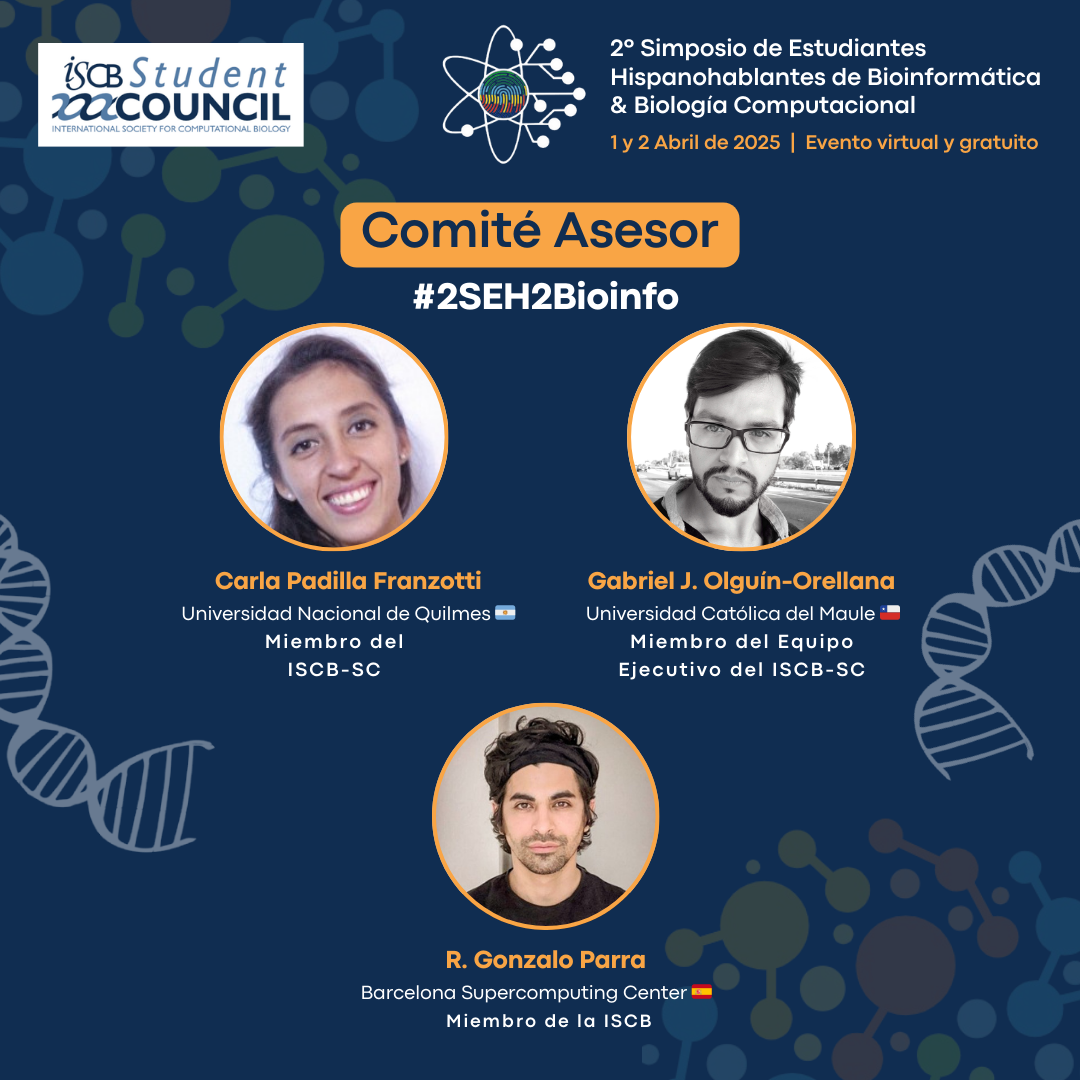 iSCB Student
COUNCIL
INTERNATIONAL SOCIETY FOR COMPUTATIONAL BIOLOGY
2º Simposio de Estudiantes
Hispanohablantes de Bioinformática
& Biología Computacional
1 y 2 Abril de 2025 | Evento virtual y gratuito
Comité Asesor
#2SEH2Bioinfo
Carla Padilla Franzotti
Universidad Nacional de Quilmes
Miembro del
ISCB-SC
Gabriel J. Olguín-Orellana
Universidad Católica del Maule
Miembro del Equipo
Ejecutivo del ISCB-SC
R. Gonzalo Parra
Barcelona Supercomputing Center
Miembro de la ISCB